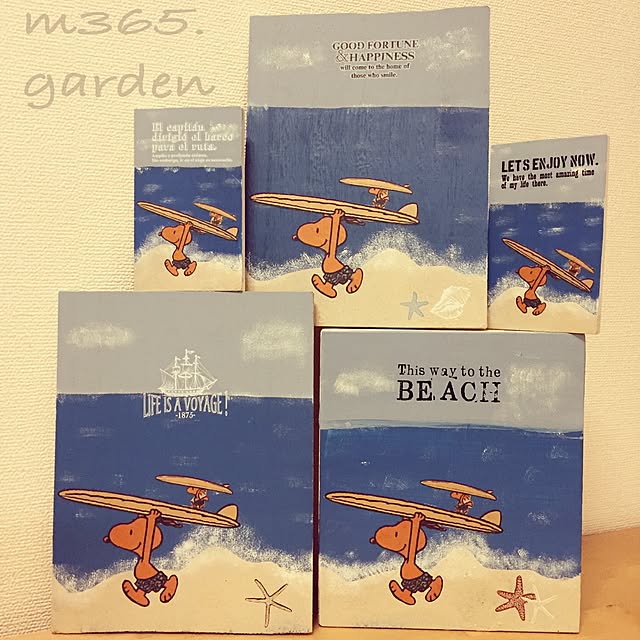 m365.
garden
GOOD FORTUNE
& HAPPINESS
will come to the home of
those who smile.
El capitán
dirigió el barco
para el ruta.
LETS ENJOY NOW.
We have the most amazing time
of my life there.
LIFE IS A VOYAGE!
-1875-
This way to the
BEACH